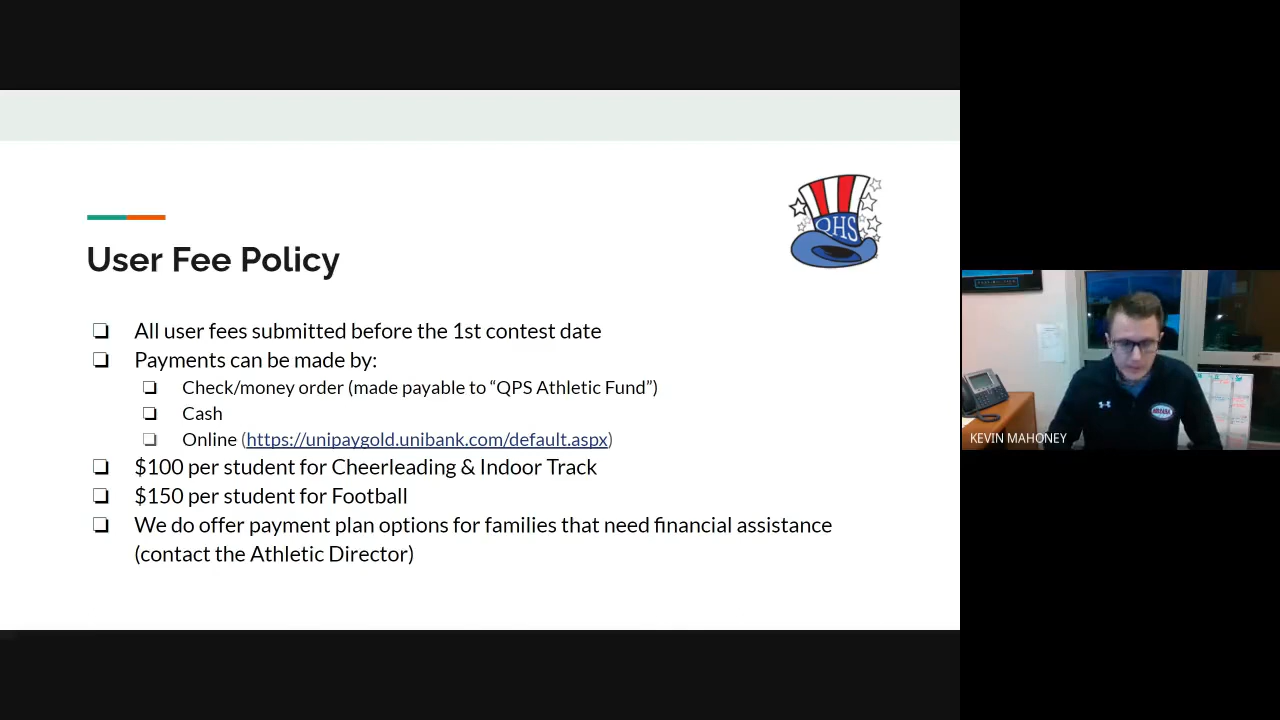 QHS
User Fee Policy
All user fees submitted before the 1st contest date
Payments can be made by:
Check/money order (made payable to “QPS Athletic Fund”)
Cash
Online (https://unipaygold.unibank.com/default.aspx)
$100 per student for Cheerleading & Indoor Track
$150 per student for Football
We do offer payment plan options for families that need financial assistance
(contact the Athletic Director)
KEVIN MAHONEY